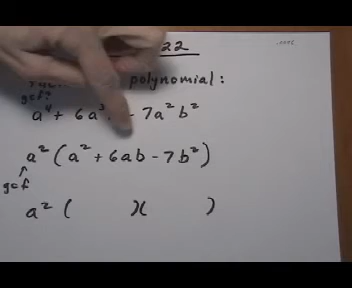 22
polynomial:
gcf?
a⁴ + 6a³ - 7a²b²
a² (a² + 6ab - 7b²)
gcf
a² (      )(      )